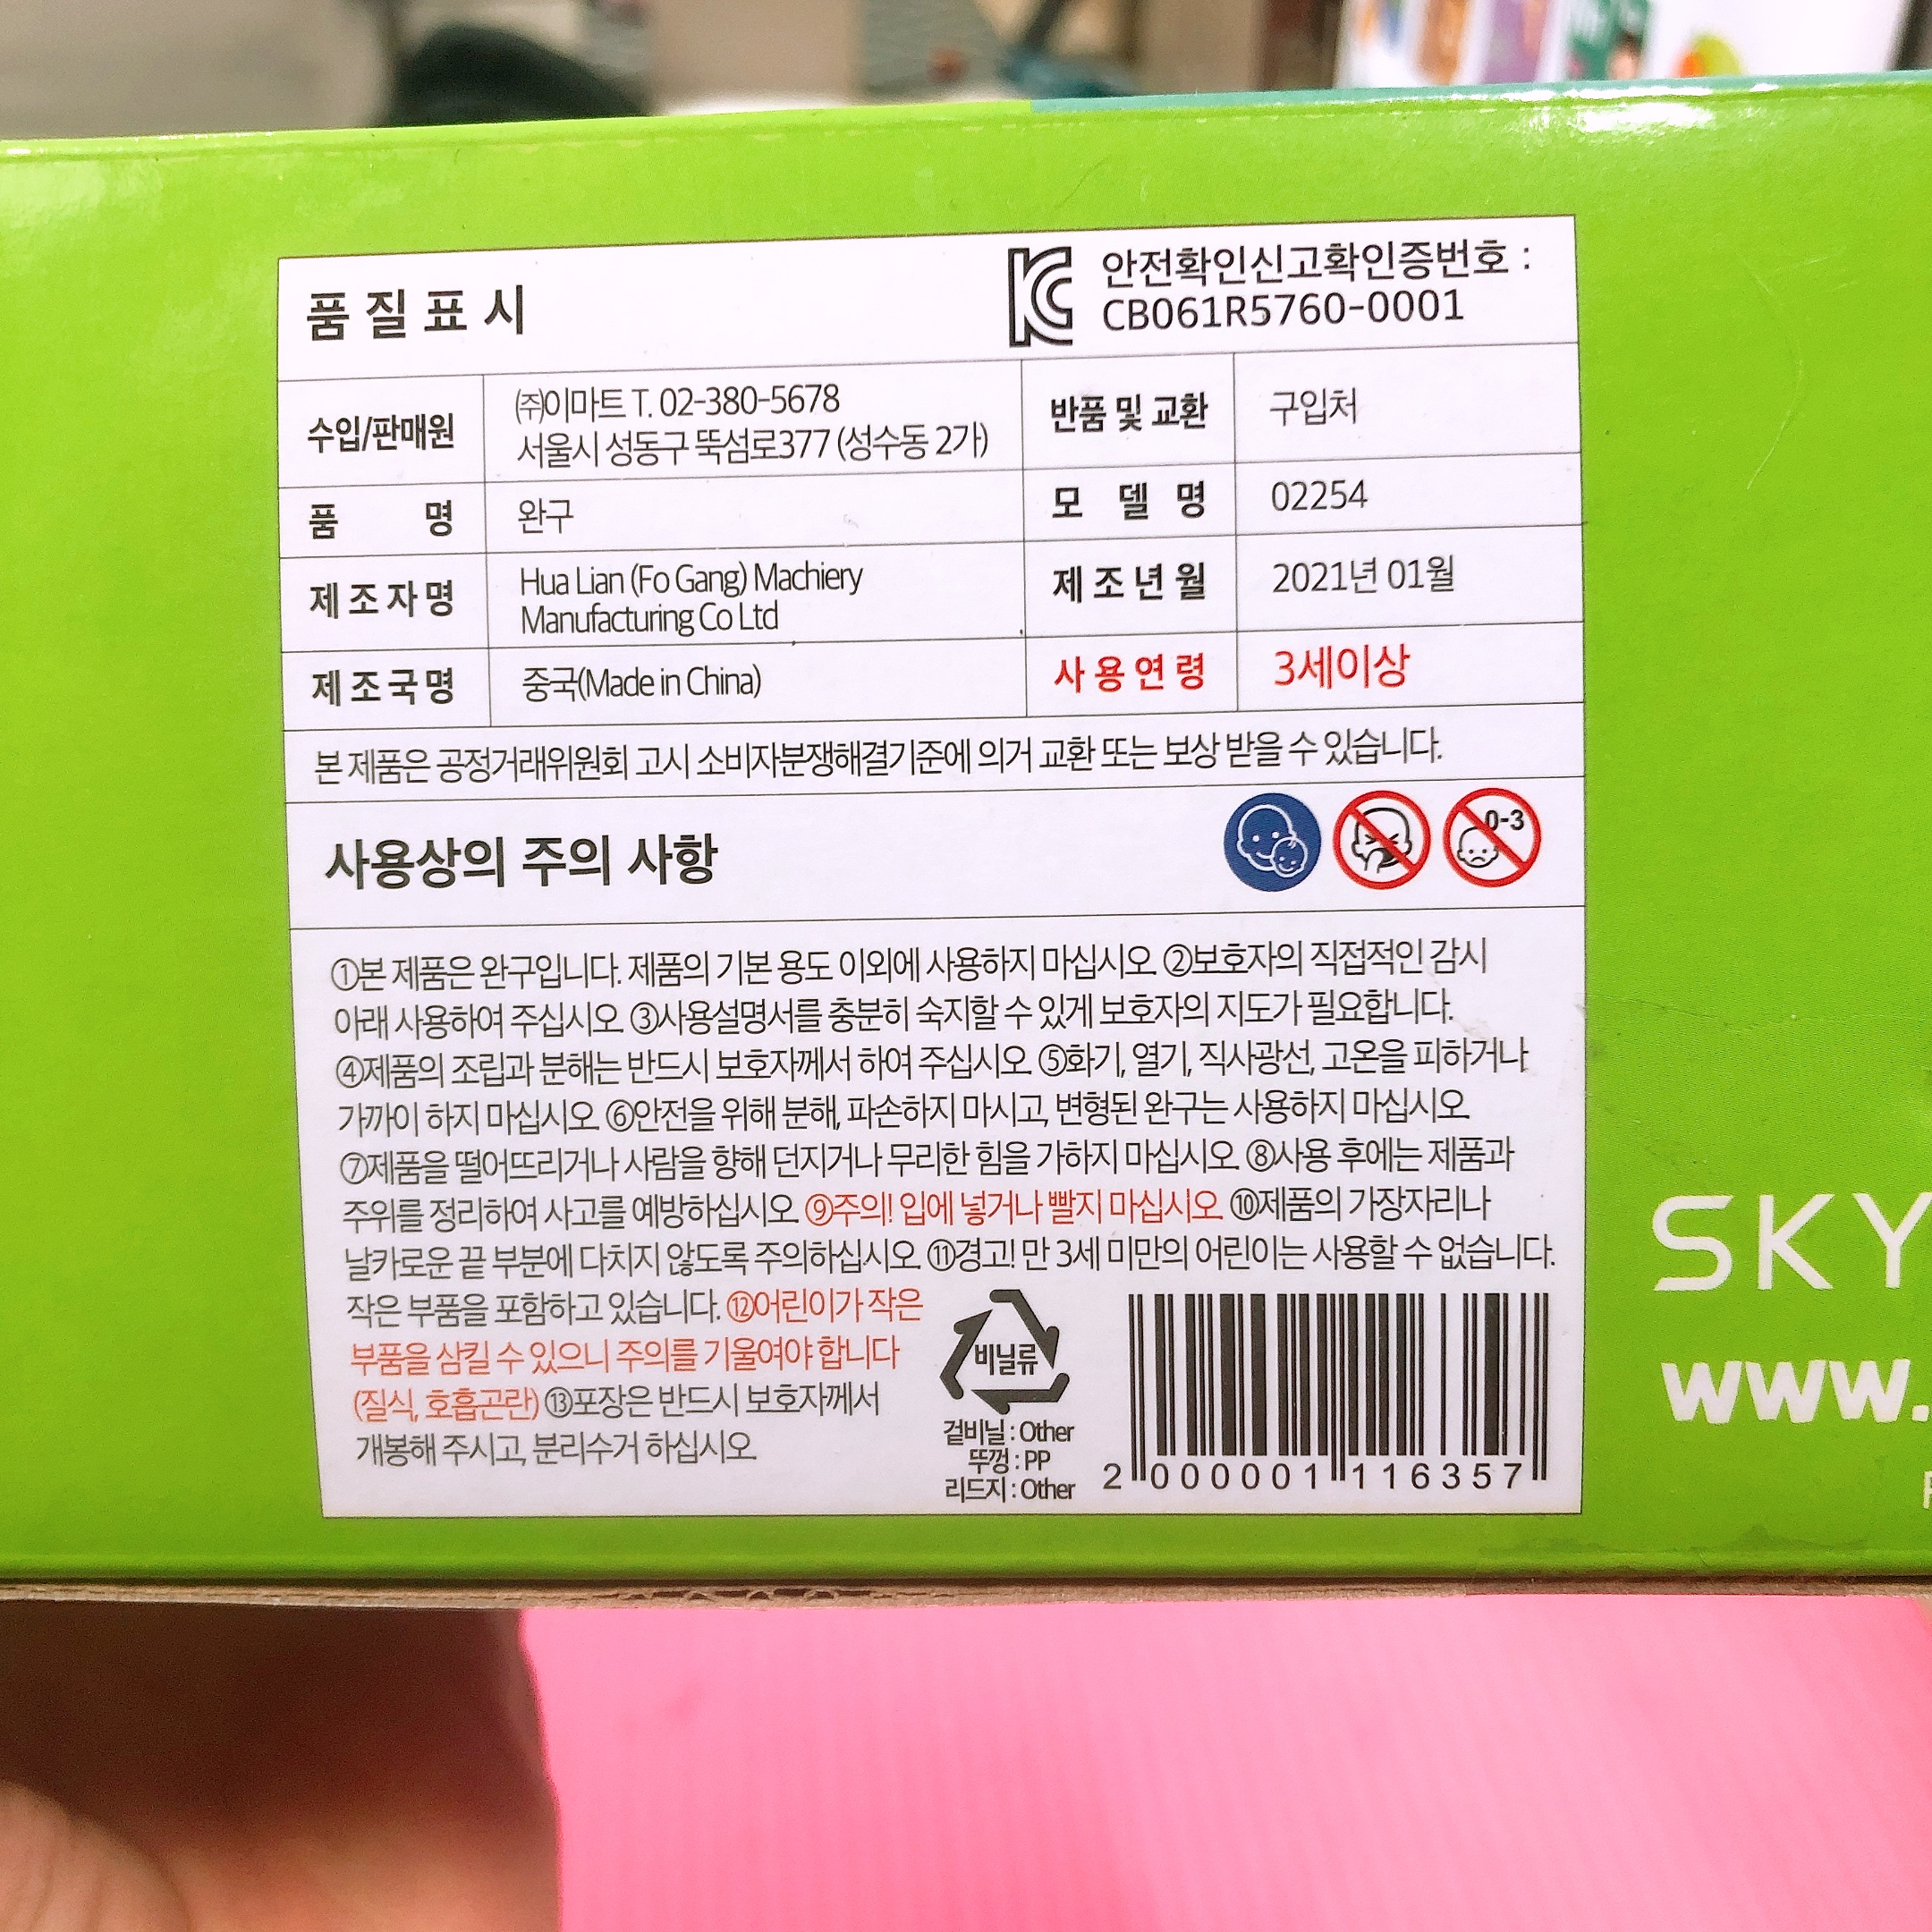 품질표시
안전확인신고확인증번호 :
CB061R5760-0001
수입/판매원
㈜이마트 T. 02-380-5678
서울시 성동구 뚝섬로377 (성수동 2가)
반품 및 교환
구입처
품 명
완구
모 델 명
02254
제조자명
Hua Lian (Fo Gang) Machiery
Manufacturing Co Ltd
제조년월
2021년 01월
제조국명
중국(Made in China)
사용연령
3세이상
본 제품은 공정거래위원회 고시 소비자분쟁해결기준에 의거 교환 또는 보상 받을 수 있습니다.
사용상의 주의 사항
0-3
①본 제품은 완구입니다. 제품의 기본 용도 이외에 사용하지 마십시오. ②보호자의 직접적인 감시
아래 사용하여 주십시오. ③사용설명서를 충분히 숙지할 수 있게 보호자의 지도가 필요합니다.
④제품의 조립과 분해는 반드시 보호자께서 하여 주십시오. ⑤화기, 열기, 직사광선, 고온을 피하거나
가까이 하지 마십시오. ⑥안전을 위해 분해, 파손하지 마시고, 변형된 완구는 사용하지 마십시오.
⑦제품을 떨어뜨리거나 사람을 향해 던지거나 무리한 힘을 가하지 마십시오. ⑧사용 후에는 제품과
주위를 정리하여 사고를 예방하십시오. ⑨주의! 입에 넣거나 빨지 마십시오. ⑩제품의 가장자리나
날카로운 끝 부분에 다치지 않도록 주의하십시오. ⑪경고! 만 3세 미만의 어린이는 사용할 수 없습니다.
작은 부품을 포함하고 있습니다. ⑫어린이가 작은
부품을 삼킬 수 있으니 주의를 기울여야 합니다
(질식, 호흡곤란) ⑬포장은 반드시 보호자께서
개봉해 주시고, 분리수거 하십시오.
비닐류
겉비닐 : Other
뚜껑 : PP
리드지 : Other
2 000001 116357
SKY
www.